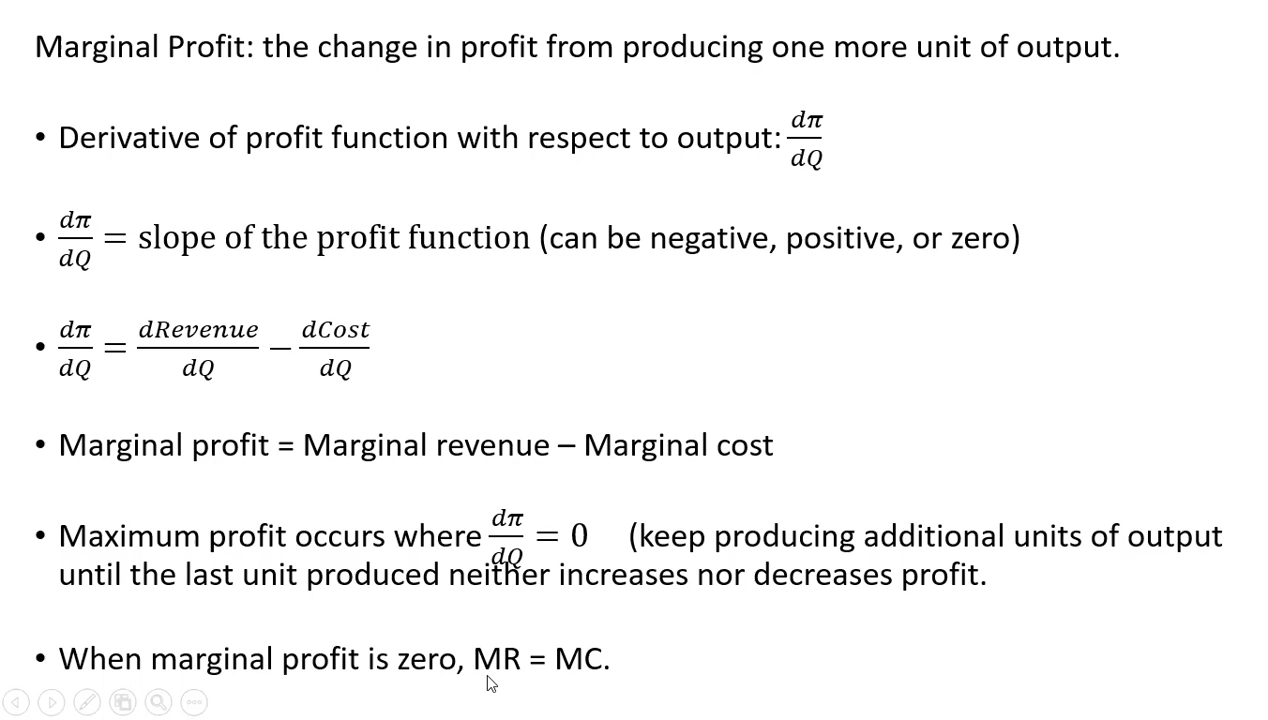 Marginal Profit: the change in profit from producing one more unit of output.
• Derivative of profit function with respect to output: dπ/dQ
• dπ/dQ = slope of the profit function (can be negative, positive, or zero)
• dπ/dQ = dRevenue/dQ − dCost/dQ
• Marginal profit = Marginal revenue – Marginal cost
• Maximum profit occurs where dπ/dQ = 0 (keep producing additional units of output
until the last unit produced neither increases nor decreases profit.
• When marginal profit is zero, MR = MC.